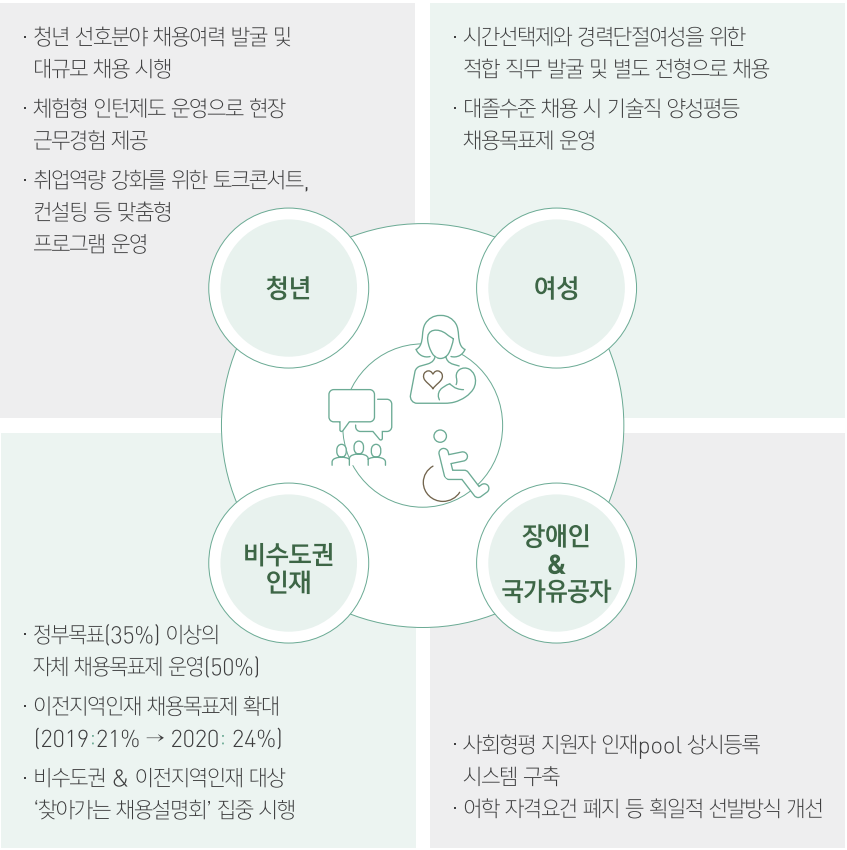 · 청년 선호분야 채용여력 발굴 및
대규모 채용 시행
· 체험형 인턴제도 운영으로 현장
근무경험 제공
· 취업역량 강화를 위한 토크콘서트,
컨설팅 등 맞춤형
프로그램 운영
청년
· 시간선택제와 경력단절여성을 위한
적합 직무 발굴 및 별도 전형으로 채용
· 대졸수준 채용 시 기술직 양성평등
채용목표제 운영
여성
비수도권
인재
· 정부목표(35%) 이상의
자체 채용목표제 운영(50%)
· 이전지역인재 채용목표제 확대
(2019:21% → 2020: 24%)
· 비수도권 & 이전지역인재 대상
‘찾아가는 채용설명회’ 집중 시행
장애인
&
국가유공자
· 사회형평 지원자 인재pool 상시등록
시스템 구축
· 어학 자격요건 폐지 등 획일적 선발방식 개선